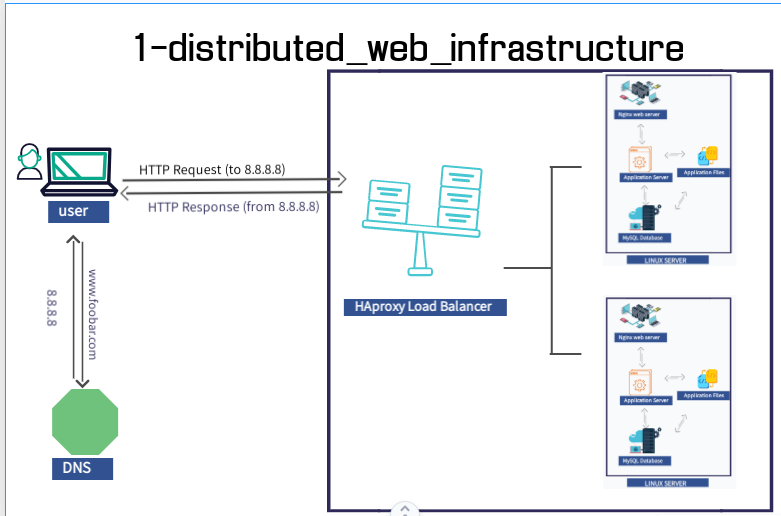 1-distributed_web_infrastructure
HTTP Request (to 8.8.8.8)
HTTP Response (from 8.8.8.8)
user
www.foobar.com
8.8.8.8
DNS
HAproxy Load Balancer
Nginx web server
Application Server
Application Files
MySQL Database
LINUX SERVER
Nginx web server
Application Server
Application Files
MySQL Database
LINUX SERVER